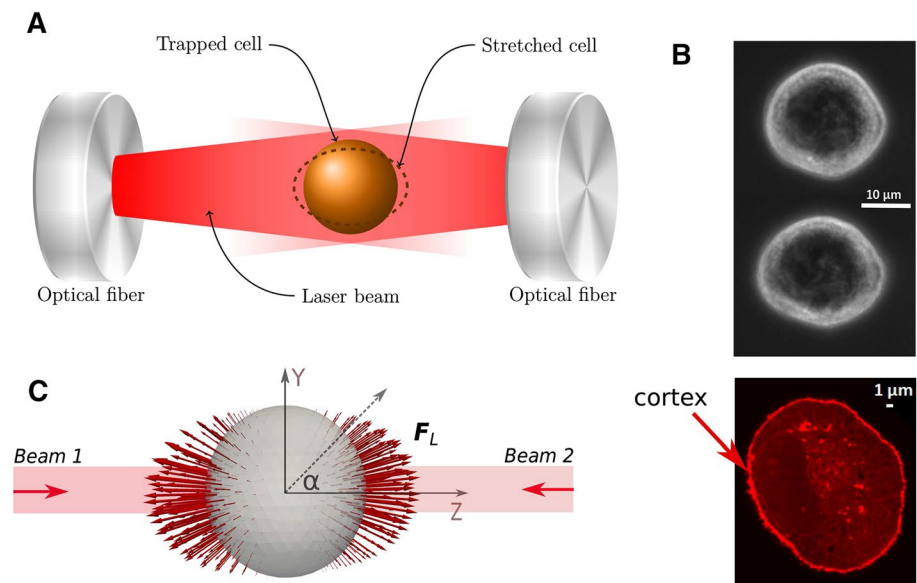 A
Trapped cell
Stretched cell
Optical fiber
Laser beam
Optical fiber
B
10 μm
C
Y
F_L
Beam 1
Beam 2
α
Z
cortex
1 μm